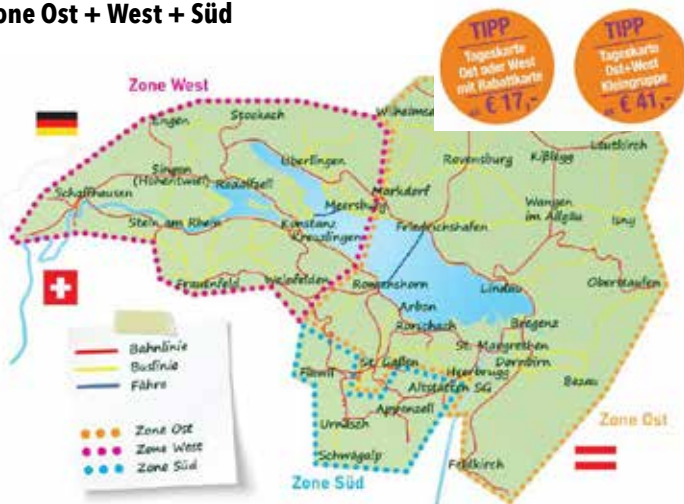 one Ost + West + Süd
TIPP
Tageskarte
Ost oder West
mit Rabattkarte
€ 17,-
TIPP
Tageskarte
Ost+West
Kleingruppe
€ 41,-
Zone West
Engen
Stockach
Überlingen
Singen
(Hohentwiel)
Radolfzell
Schaffhausen
Stein am Rhein
Konstanz
Kreuzlingen
Meersburg
Markdorf
Ravensburg
Kißlegg
Leutkirch
Wangen
im Allgäu
Isny
Friedrichshafen
Frauenfeld
Weinfelden
Romanshorn
Lindau
Oberstaufen
Arbon
Rorschach
Bregenz
St. Margrethen
Dornbirn
St. Gallen
Heerbrugg
Flawil
Altstätten SG
Bezau
Appenzell
Urnäsch
Schwägalp
Feldkirch
Zone Ost
Zone Süd
Bahnlinie
Buslinie
Fähre
Zone Ost
Zone West
Zone Süd